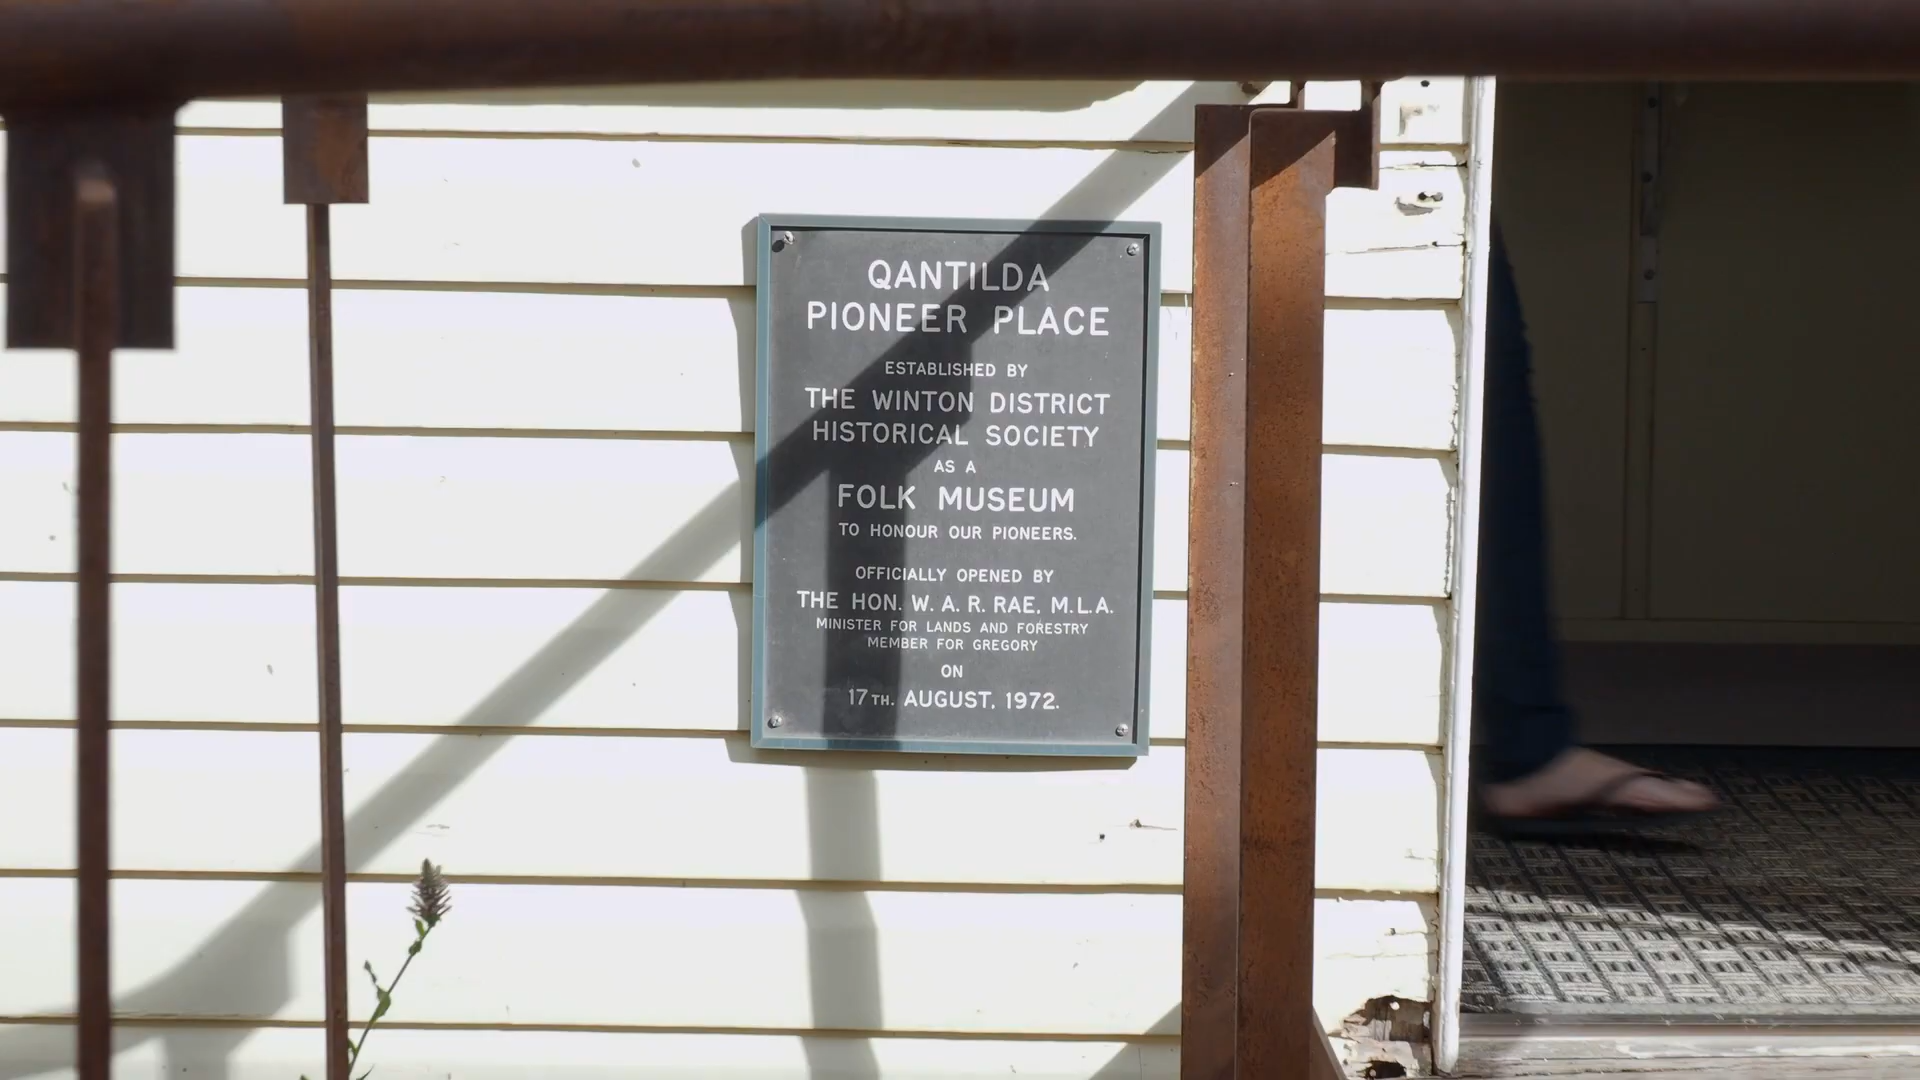 QANTILDA
PIONEER PLACE
ESTABLISHED BY
THE WINTON DISTRICT
HISTORICAL SOCIETY
AS A
FOLK MUSEUM
TO HONOUR OUR PIONEERS.
OFFICIALLY OPENED BY
THE HON. W. A. R. RAE, M.L.A.
MINISTER FOR LANDS AND FORESTRY
MEMBER FOR GREGORY
ON
17TH. AUGUST, 1972.